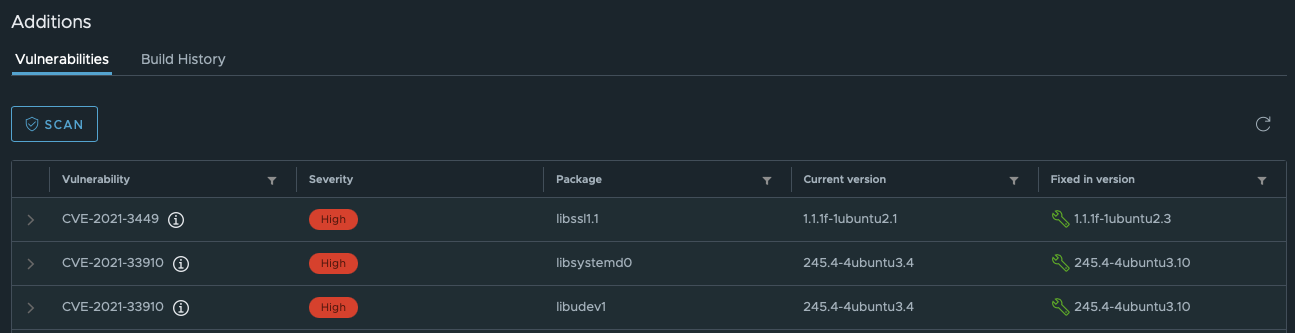 Additions
Vulnerabilities Build History
SCAN
Vulnerability Severity Package Current version Fixed in version
CVE-2021-3449 High libssl1.1 1.1.1f-1ubuntu2.1 1.1.1f-1ubuntu2.3
CVE-2021-33910 High libsystemd0 245.4-4ubuntu3.4 245.4-4ubuntu3.10
CVE-2021-33910 High libudev1 245.4-4ubuntu3.4 245.4-4ubuntu3.10